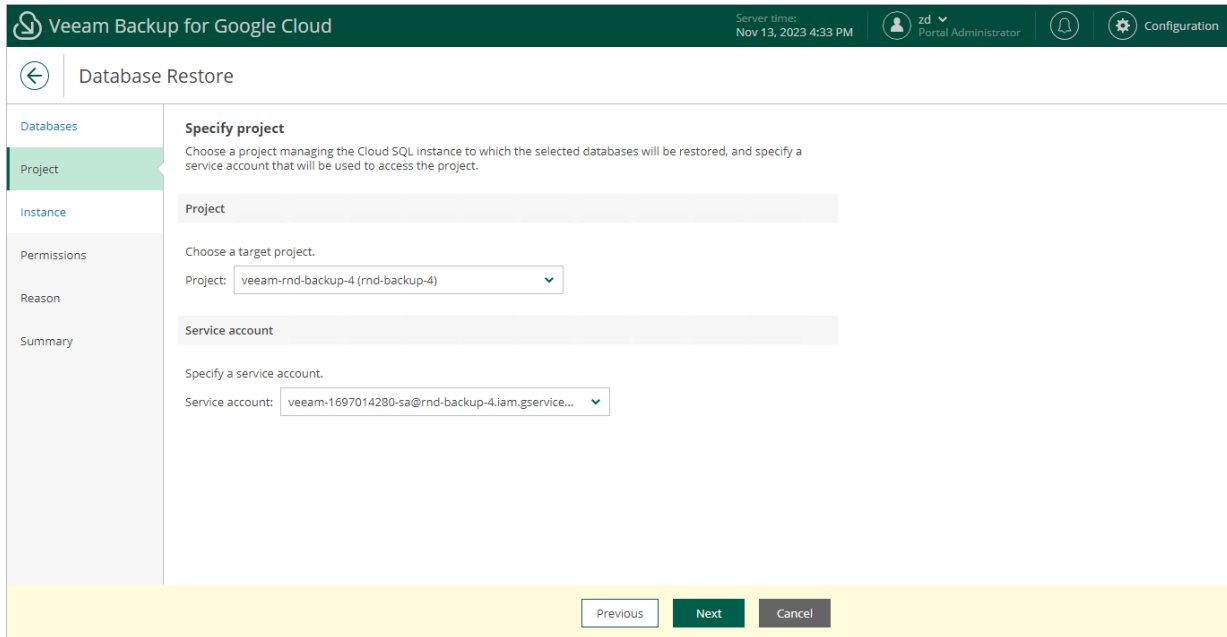 Veeam Backup for Google Cloud
Server time:
Nov 13, 2023 4:33 PM
zd
Portal Administrator
Configuration
Database Restore
Databases
Project
Instance
Permissions
Reason
Summary
Specify project
Choose a project managing the Cloud SQL instance to which the selected databases will be restored, and specify a
service account that will be used to access the project.
Project
Choose a target project.
Project: veeam-rnd-backup-4 (rnd-backup-4)
Service account
Specify a service account.
Service account: veeam-1697014280-sa@rnd-backup-4.iam.gservice...
Previous Next Cancel